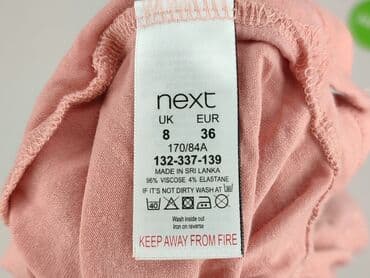 next
UK EUR
8 36
170/84A
132-337-139
MADE IN SRI LANKA
96% VISCOSE 4% ELASTANE
IF IT'S NOT DIRTY WASH AT
40
Wash inside out
Iron on reverse
KEEP AWAY FROM FIRE